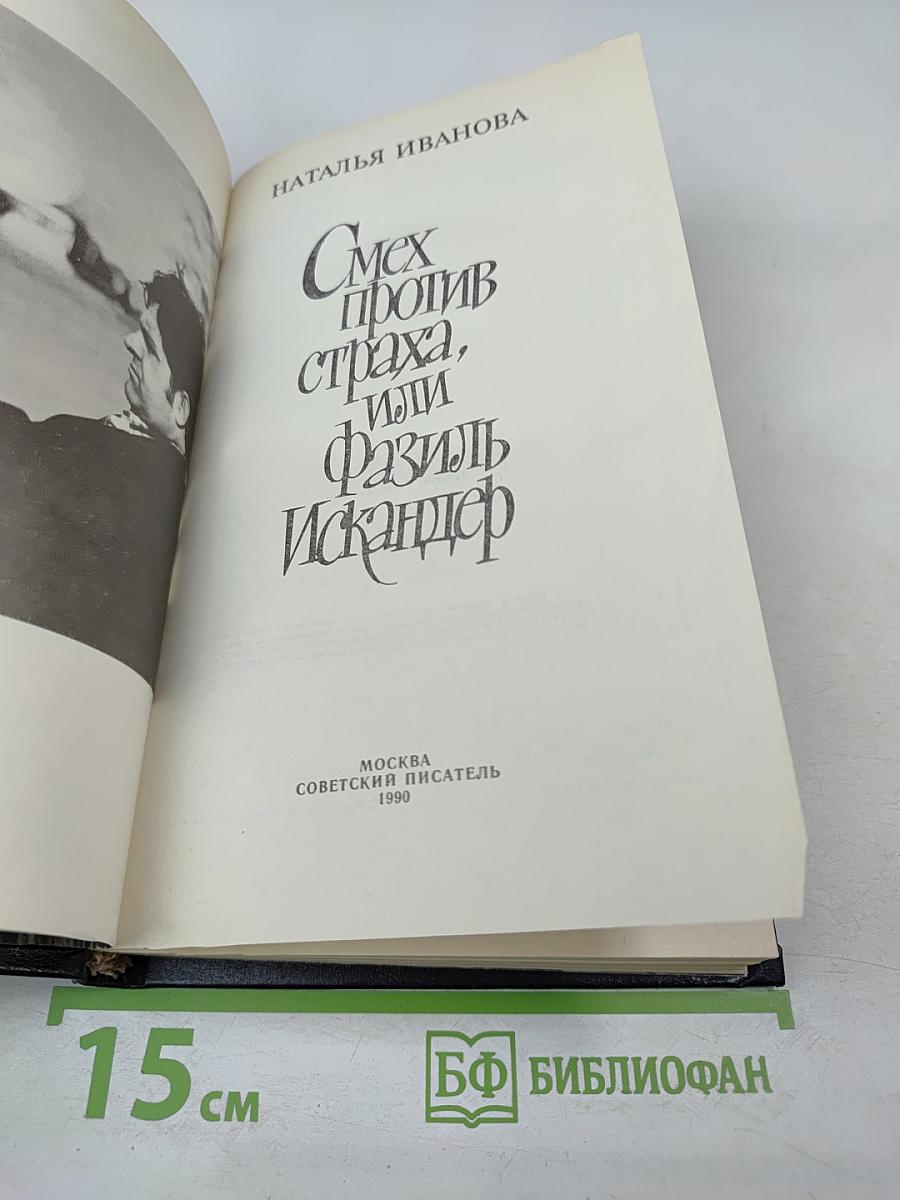 НАТАЛЬЯ ИВАНОВА
Смех
против
страха,
или
Фазиль
Искандер
МОСКВА
СОВЕТСКИЙ ПИСАТЕЛЬ
1990
15 см
БФ БИБЛИОФАН